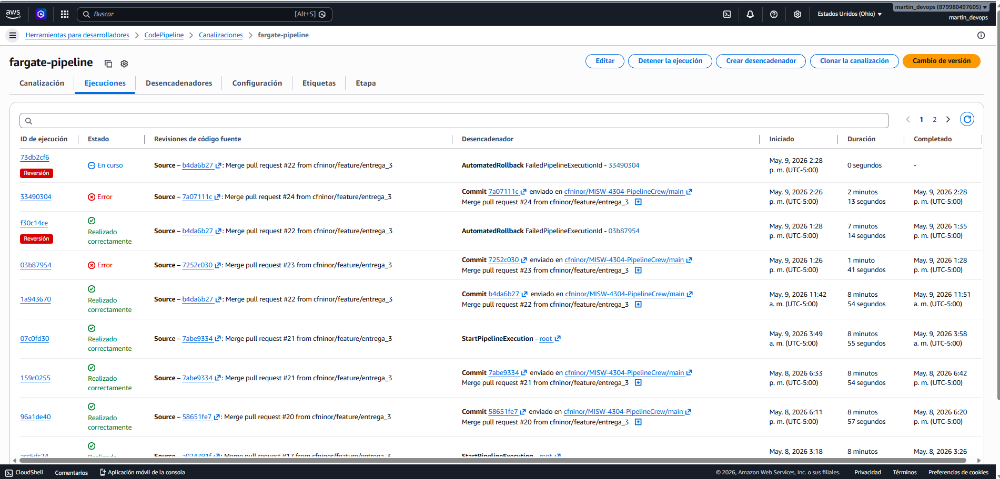 aws
Buscar [Alt+S]
Estados Unidos (Ohio)
martin_devops (879980497605)
martin_devops
Herramientas para desarrolladores > CodePipeline > Canalizaciones > fargate-pipeline
fargate-pipeline
Editar
Detener la ejecución
Crear desencadenador
Clonar la canalización
Cambio de versión
Canalización
Ejecuciones
Desencadenadores
Configuración
Etiquetas
Etapa
1 2
ID de ejecución Estado Revisiones de código fuente Desencadenador Iniciado Duración Completado
73db2cf6
Reversión
En curso
Source – b4da6b27 : Merge pull request #22 from cfninor/feature/entrega_3
AutomatedRollback FailedPipelineExecutionId - 33490304
May. 9, 2026 2:28
p. m. (UTC-5:00)
0 segundos
-
33490304
Error
Source – 7a07111c : Merge pull request #24 from cfninor/feature/entrega_3
Commit 7a07111c enviado en cfninor/MISW-4304-PipelineCrew/main
Merge pull request #24 from cfninor/feature/entrega_3
May. 9, 2026 2:26
p. m. (UTC-5:00)
2 minutos
13 segundos
May. 9, 2026 2:28
p. m. (UTC-5:00)
f30c14ce
Reversión
Realizado
correctamente
Source – b4da6b27 : Merge pull request #22 from cfninor/feature/entrega_3
AutomatedRollback FailedPipelineExecutionId - 03b87954
May. 9, 2026 1:28
p. m. (UTC-5:00)
7 minutos
14 segundos
May. 9, 2026 1:35
p. m. (UTC-5:00)
03b87954
Error
Source – 7252c030 : Merge pull request #23 from cfninor/feature/entrega_3
Commit 7252c030 enviado en cfninor/MISW-4304-PipelineCrew/main
Merge pull request #23 from cfninor/feature/entrega_3
May. 9, 2026 1:26
p. m. (UTC-5:00)
1 minuto
41 segundos
May. 9, 2026 1:28
p. m. (UTC-5:00)
1a943670
Realizado
correctamente
Source – b4da6b27 : Merge pull request #22 from cfninor/feature/entrega_3
Commit b4da6b27 enviado en cfninor/MISW-4304-PipelineCrew/main
Merge pull request #22 from cfninor/feature/entrega_3
May. 9, 2026 11:42
a. m. (UTC-5:00)
8 minutos
54 segundos
May. 9, 2026 11:51
a. m. (UTC-5:00)
07c0fd30
Realizado
correctamente
Source – 7abe9334 : Merge pull request #21 from cfninor/feature/entrega_3
StartPipelineExecution - root
May. 9, 2026 3:49
a. m. (UTC-5:00)
8 minutos
55 segundos
May. 9, 2026 3:58
a. m. (UTC-5:00)
159c0255
Realizado
correctamente
Source – 7abe9334 : Merge pull request #21 from cfninor/feature/entrega_3
Commit 7abe9334 enviado en cfninor/MISW-4304-PipelineCrew/main
Merge pull request #21 from cfninor/feature/entrega_3
May. 8, 2026 6:33
p. m. (UTC-5:00)
8 minutos
54 segundos
May. 8, 2026 6:42
p. m. (UTC-5:00)
96a1de40
Realizado
correctamente
Source – 58651fe7 : Merge pull request #20 from cfninor/feature/entrega_3
Commit 58651fe7 enviado en cfninor/MISW-4304-PipelineCrew/main
Merge pull request #20 from cfninor/feature/entrega_3
May. 8, 2026 6:11
p. m. (UTC-5:00)
8 minutos
57 segundos
May. 8, 2026 6:20
p. m. (UTC-5:00)
Source – a024791f : Merge pull request #17 from cfninor/feature/entrega_3
StartPipelineExecution - root
May. 8, 2026 3:18
8 minutos
May. 8, 2026 3:26
CloudShell
Comentarios
Aplicación móvil de la consola
© 2026, Amazon Web Services, Inc. o sus filiales.
Privacidad
Términos
Preferencias de cookies